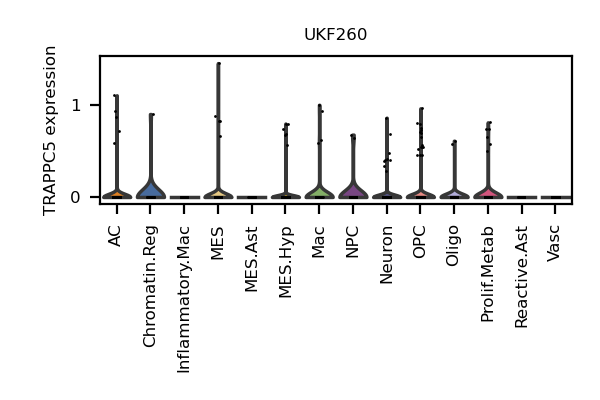 UKF260
TRAPPC5 expression
1
0
AC
Chromatin.Reg
Inflammatory.Mac
MES
MES.Ast
MES.Hyp
Mac
NPC
Neuron
OPC
Oligo
Prolif.Metab
Reactive.Ast
Vasc